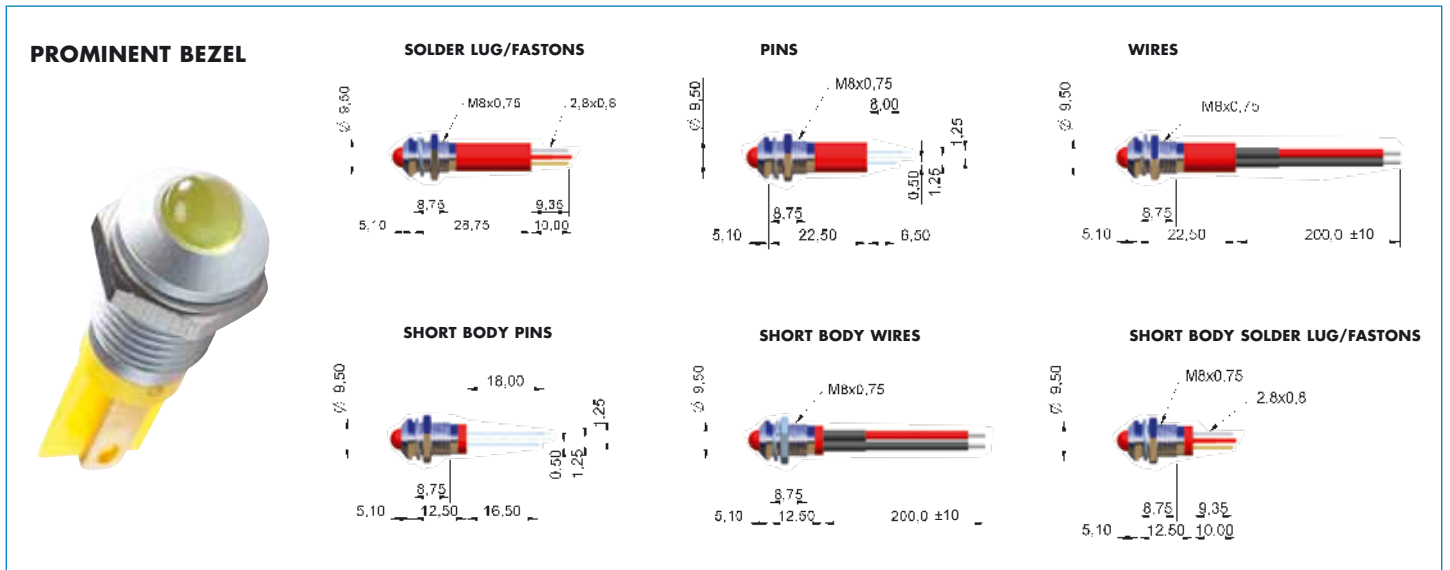 PROMINENT BEZEL
SOLDER LUG/FASTONS
Ø 9,50
M8x0,75
2,8x0,8
8,75
9,35
5,10
28,75
10,00
PINS
Ø 9,50
M8x0,75
8,00
1,25
0,50
1,25
8,75
5,10
22,50
6,50
WIRES
Ø 9,50
M8x0,75
8,75
5,10
22,50
200,0 ±10
SHORT BODY PINS
Ø 9,50
18,00
1,25
0,50
1,25
8,75
5,10
12,50
16,50
SHORT BODY WIRES
Ø 9,50
M8x0,75
8,75
5,10
12,50
200,0 ±10
SHORT BODY SOLDER LUG/FASTONS
Ø 9,50
M8x0,75
2,8x0,8
8,75
9,35
5,10
12,50
10,00